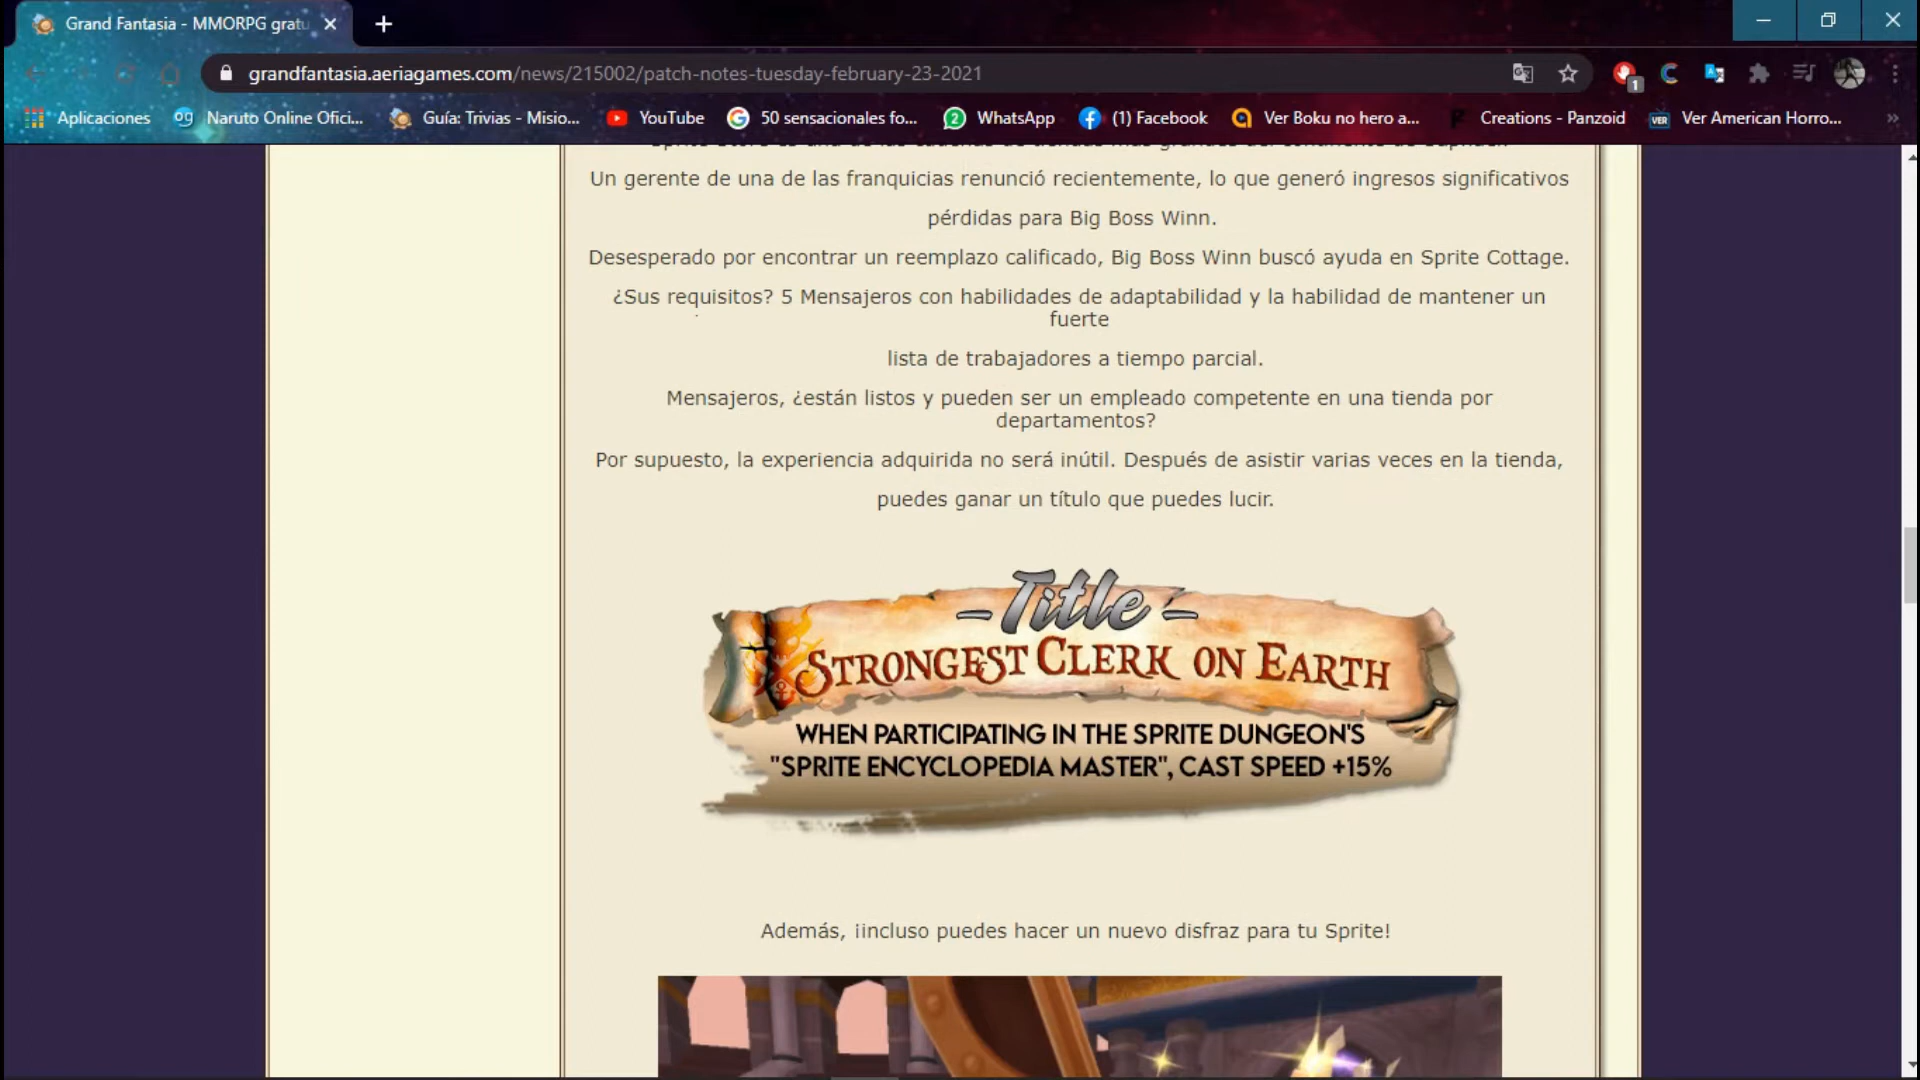 Grand Fantasia - MMORPG gratu
grandfantasia.aeriagames.com/news/215002/patch-notes-tuesday-february-23-2021
1
Aplicaciones
Naruto Online Ofici...
Guía: Trivias - Misio...
YouTube
50 sensacionales fo...
2
WhatsApp
(1) Facebook
Ver Boku no hero a...
Creations - Panzoid
VER
Ver American Horro...
Un gerente de una de las franquicias renunció recientemente, lo que generó ingresos significativos
pérdidas para Big Boss Winn.
Desesperado por encontrar un reemplazo calificado, Big Boss Winn buscó ayuda en Sprite Cottage.
¿Sus requisitos? 5 Mensajeros con habilidades de adaptabilidad y la habilidad de mantener un
fuerte
lista de trabajadores a tiempo parcial.
Mensajeros, ¿están listos y pueden ser un empleado competente en una tienda por
departamentos?
Por supuesto, la experiencia adquirida no será inútil. Después de asistir varias veces en la tienda,
puedes ganar un título que puedes lucir.
- Title -
STRONGEST CLERK ON EARTH
WHEN PARTICIPATING IN THE SPRITE DUNGEON'S
"SPRITE ENCYCLOPEDIA MASTER", CAST SPEED +15%
Además, ¡incluso puedes hacer un nuevo disfraz para tu Sprite!